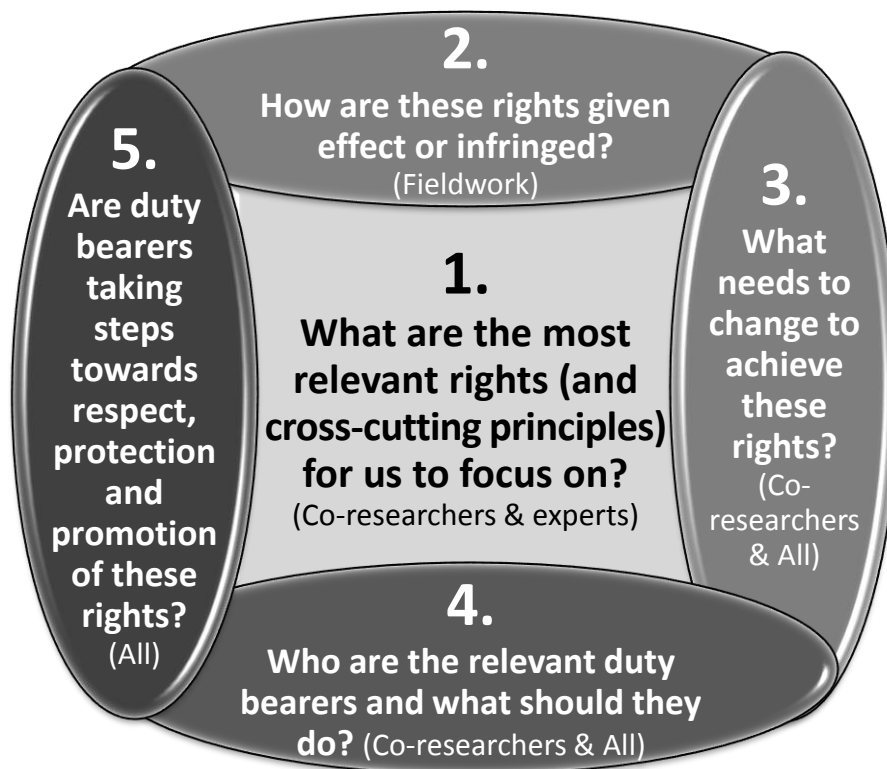 1.
What are the most
relevant rights (and
cross-cutting principles)
for us to focus on?
(Co-researchers & experts)
2.
How are these rights given
effect or infringed?
(Fieldwork)
3.
What
needs to
change to
achieve
these
rights?
(Co-
researchers
& All)
4.
Who are the relevant duty
bearers and what should they
do? (Co-researchers & All)
5.
Are duty
bearers
taking
steps
towards
respect,
protection
and
promotion
of these
rights?
(All)